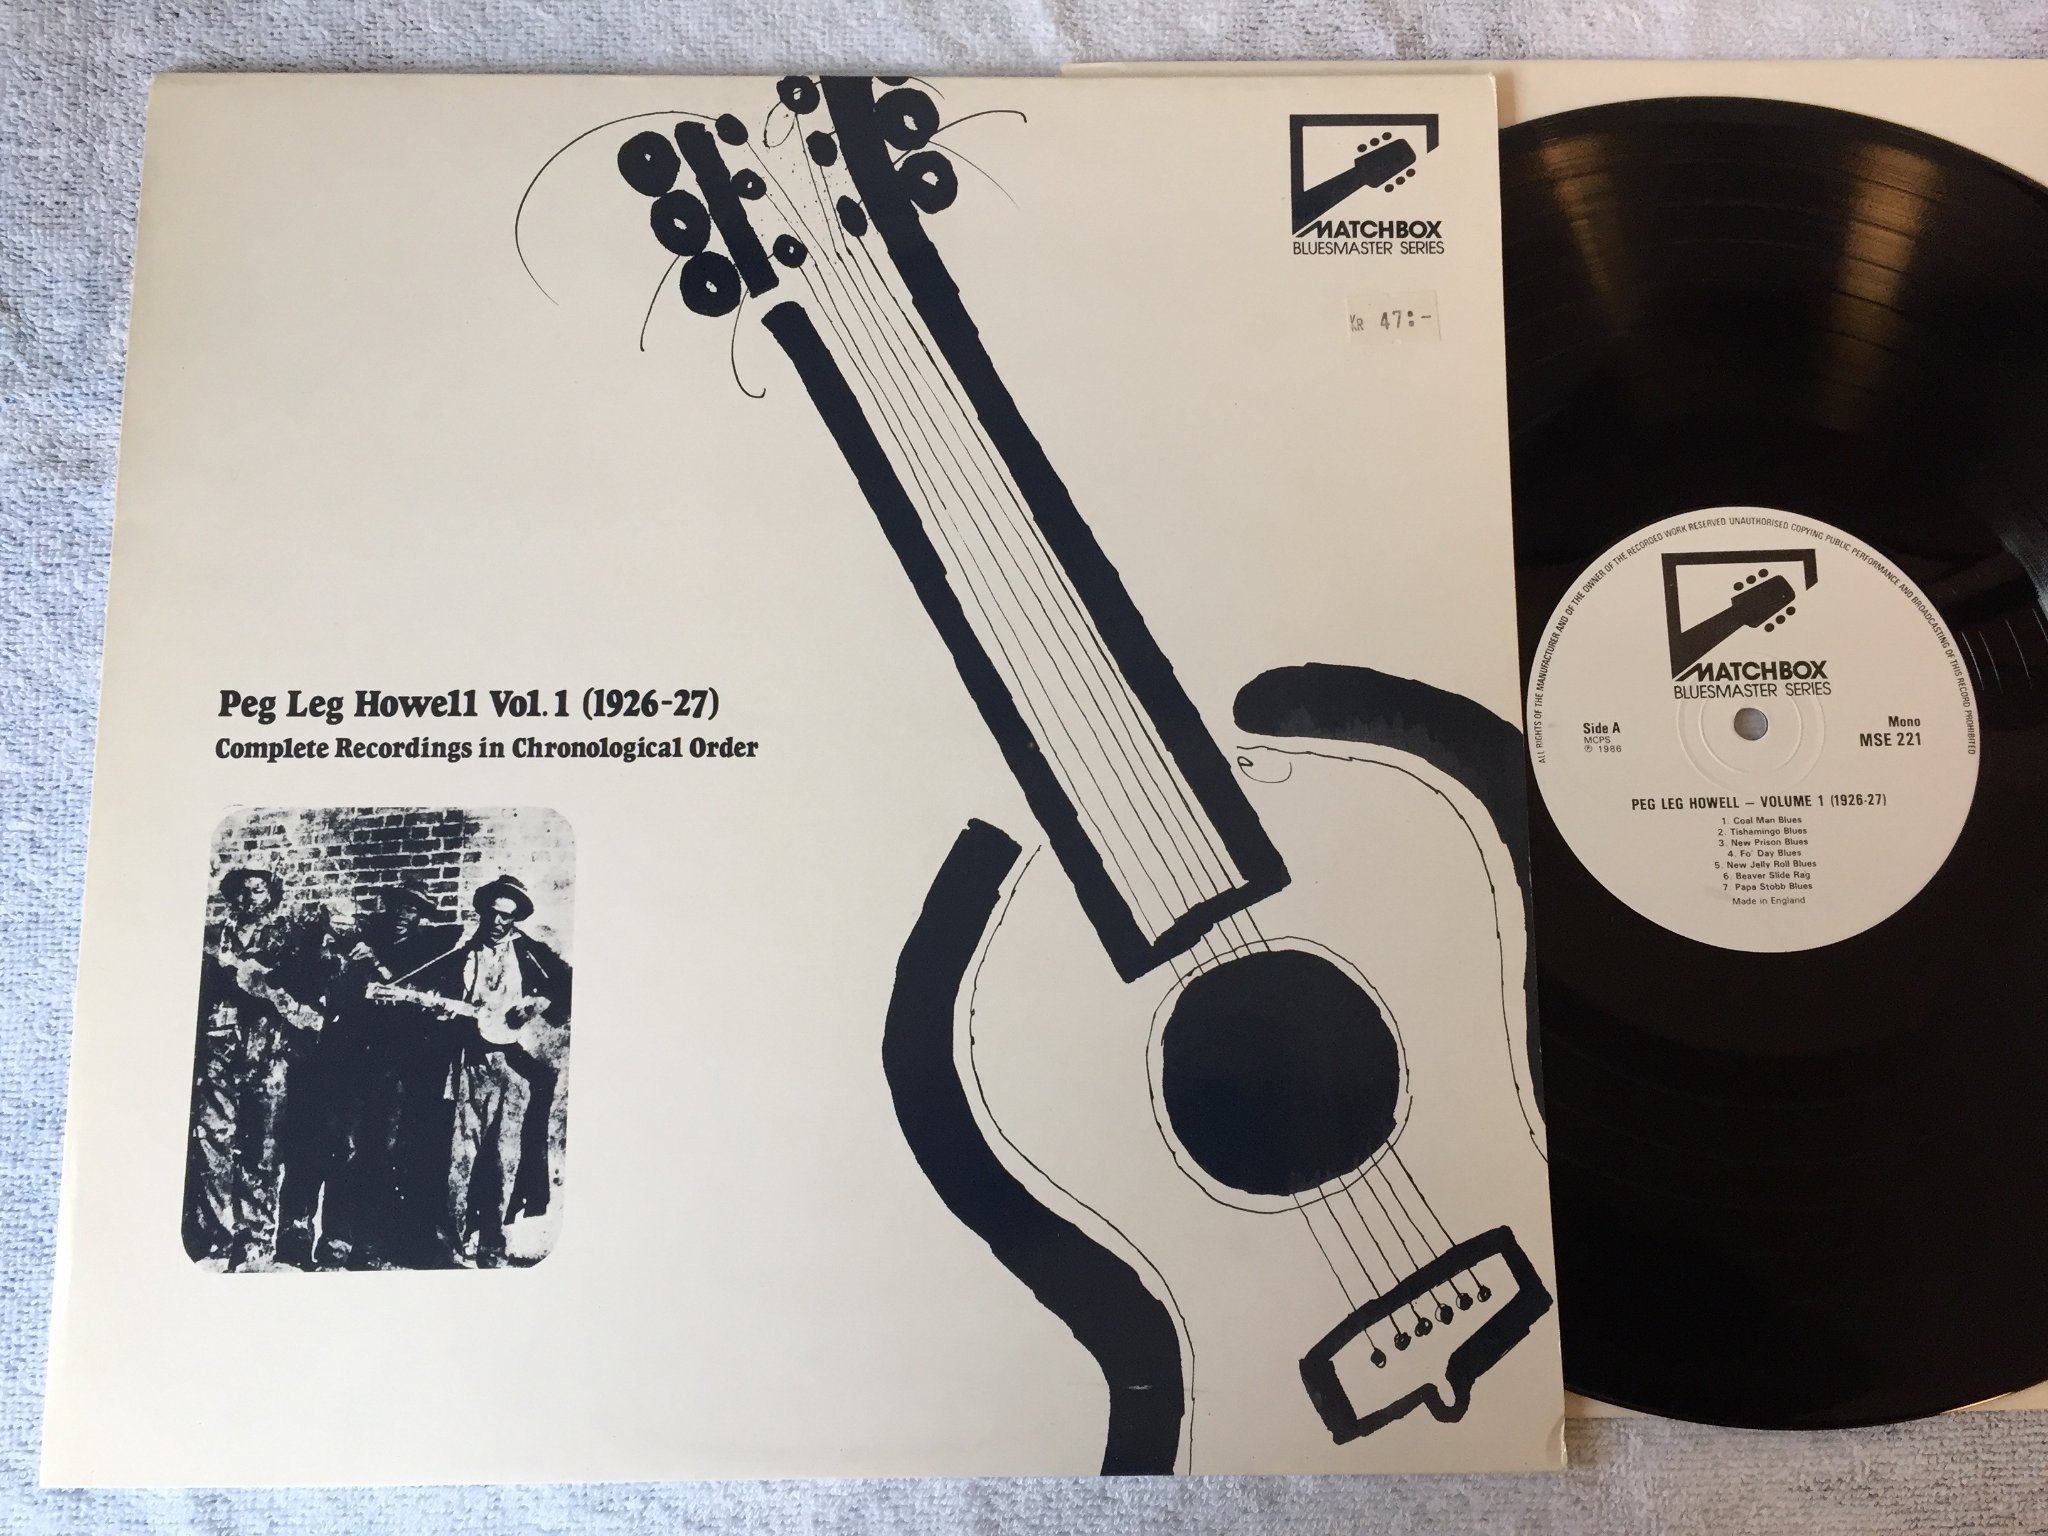 MATCHBOX
BLUESMASTER SERIES
KR 47:-
Peg Leg Howell Vol. 1 (1926-27)
Complete Recordings in Chronological Order
ALL RIGHTS OF THE MANUFACTURER AND OF THE OWNER OF THE RECORDED WORK RESERVED UNAUTHORISED COPYING PUBLIC PERFORMANCE AND BROADCASTING OF THIS RECORD PROHIBITED
MATCHBOX
BLUESMASTER SERIES
Side A
MCPS
℗ 1986
Mono
MSE 221
PEG LEG HOWELL – VOLUME 1 (1926-27)
1. Coal Man Blues
2. Tishamingo Blues
3. New Prison Blues
4. Fo' Day Blues
5. New Jelly Roll Blues
6. Beaver Slide Rag
7. Papa Stobb Blues
Made in England